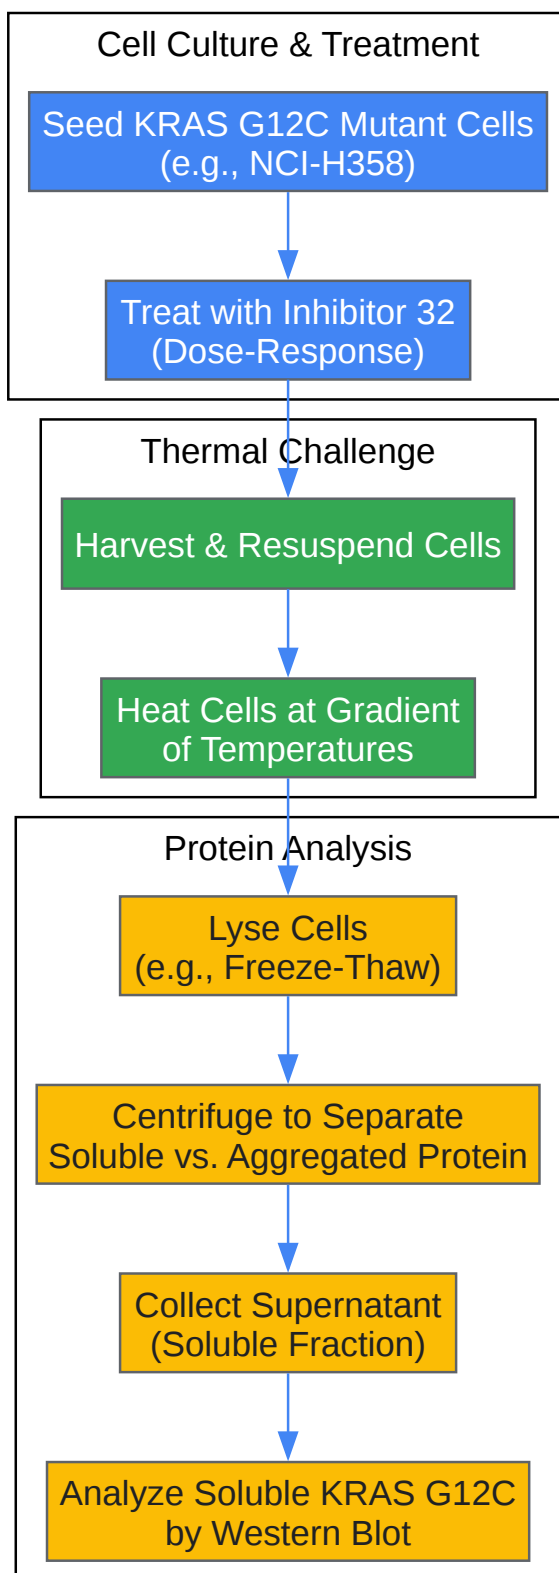 Cell Culture & Treatment
Seed KRAS G12C Mutant Cells
(e.g., NCI-H358)
Treat with Inhibitor 32
(Dose-Response)
Thermal Challenge
Harvest & Resuspend Cells
Heat Cells at Gradient
of Temperatures
Protein Analysis
Lyse Cells
(e.g., Freeze-Thaw)
Centrifuge to Separate
Soluble vs. Aggregated Protein
Collect Supernatant
(Soluble Fraction)
Analyze Soluble KRAS G12C
by Western Blot